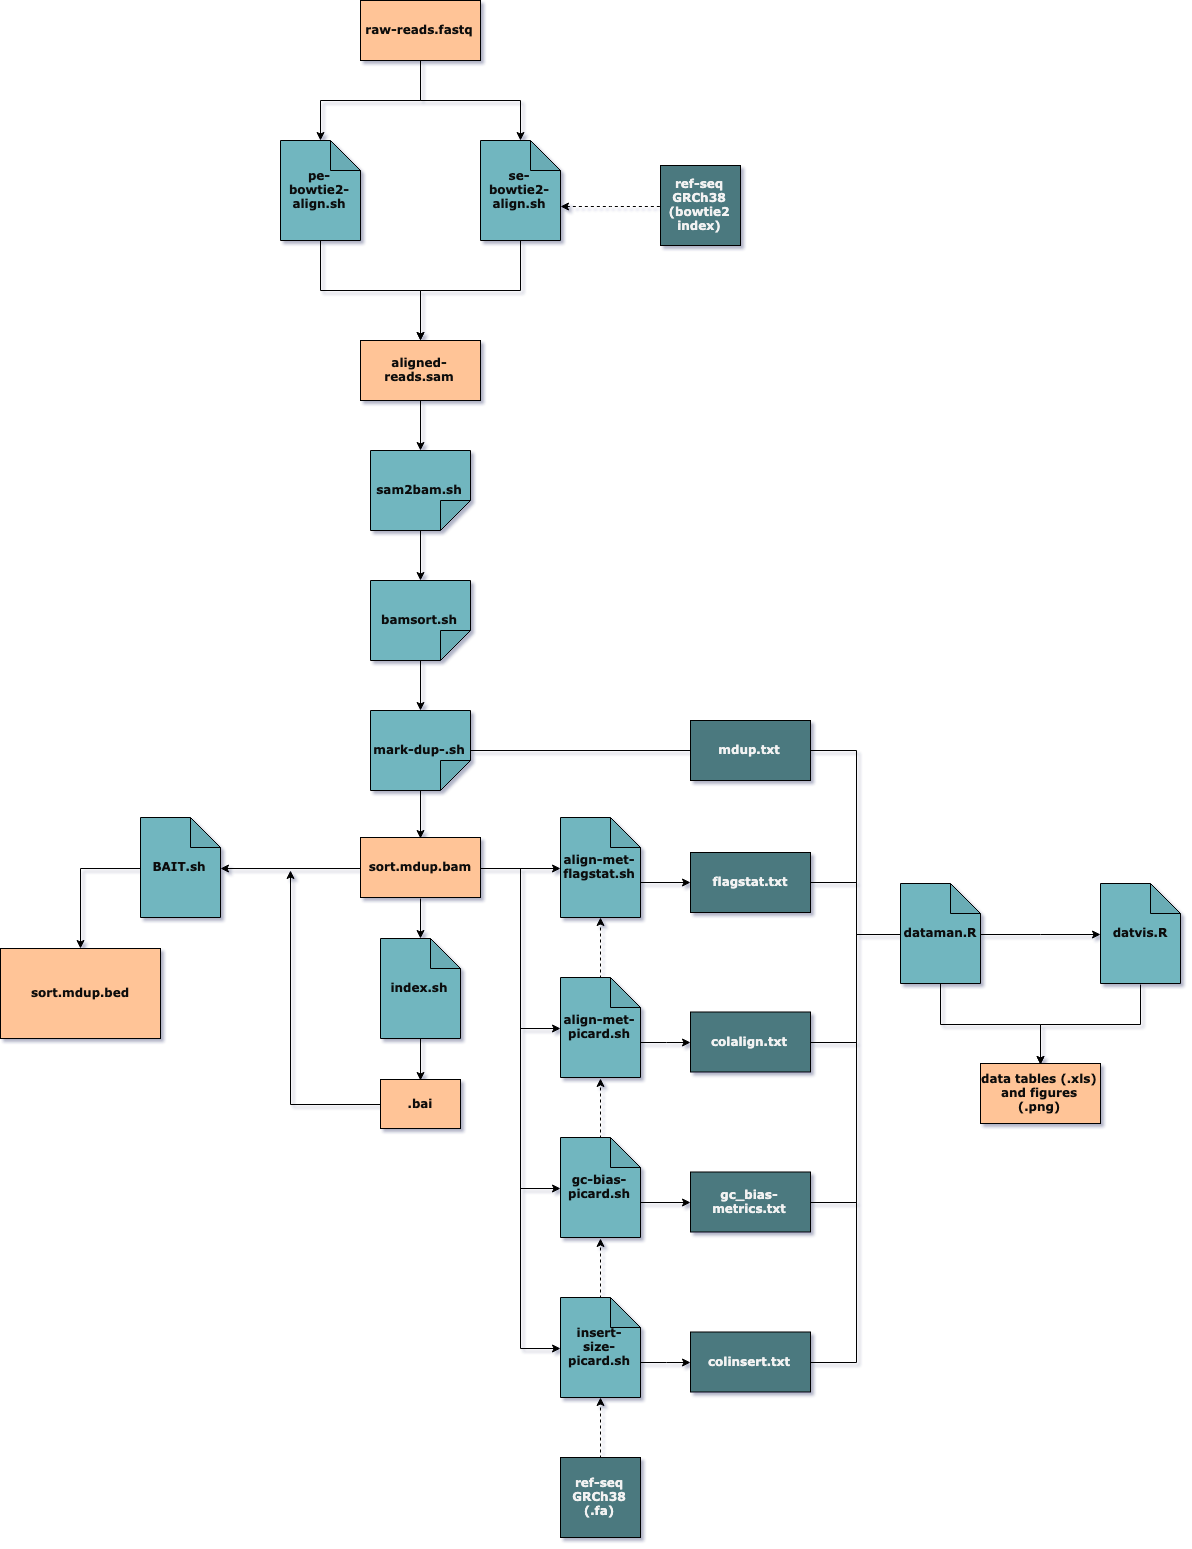 raw-reads.fastq
pe-
bowtie2-
align.sh
se-
bowtie2-
align.sh
ref-seq
GRCh38
(bowtie2
index)
aligned-
reads.sam
sam2bam.sh
bamsort.sh
mark-dup-.sh
mdup.txt
BAIT.sh
sort.mdup.bam
align-met-
flagstat.sh
flagstat.txt
dataman.R
datvis.R
sort.mdup.bed
index.sh
align-met-
picard.sh
colalign.txt
.bai
data tables (.xls)
and figures
(.png)
gc-bias-
picard.sh
gc_bias-
metrics.txt
insert-
size-
picard.sh
colinsert.txt
ref-seq
GRCh38
(.fa)